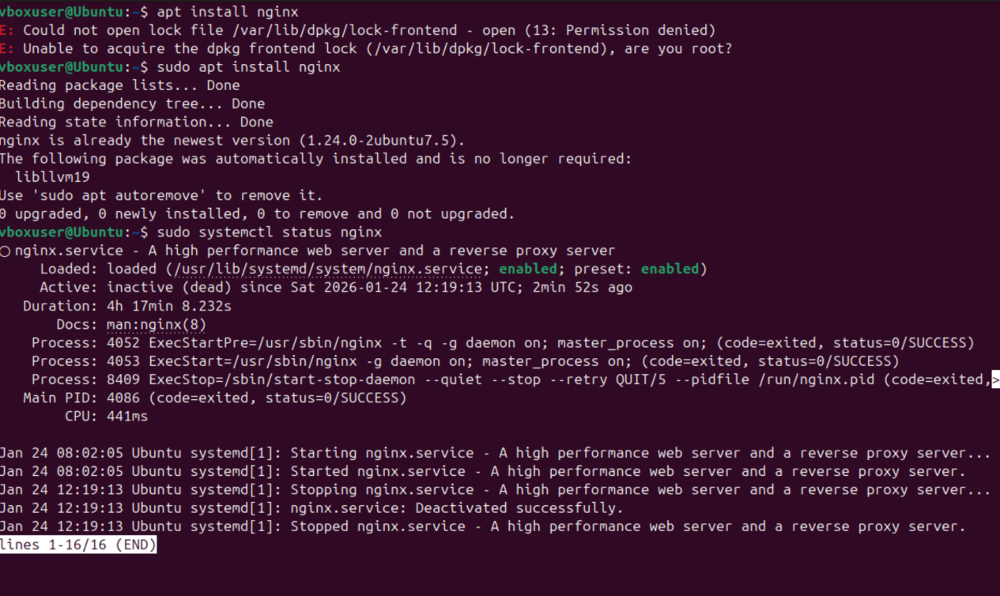 vboxuser@Ubuntu:~$ apt install nginx
E: Could not open lock file /var/lib/dpkg/lock-frontend - open (13: Permission denied)
E: Unable to acquire the dpkg frontend lock (/var/lib/dpkg/lock-frontend), are you root?
vboxuser@Ubuntu:~$ sudo apt install nginx
Reading package lists... Done
Building dependency tree... Done
Reading state information... Done
nginx is already the newest version (1.24.0-2ubuntu7.5).
The following package was automatically installed and is no longer required:
  libllvm19
Use 'sudo apt autoremove' to remove it.
0 upgraded, 0 newly installed, 0 to remove and 0 not upgraded.
vboxuser@Ubuntu:~$ sudo systemctl status nginx
○ nginx.service - A high performance web server and a reverse proxy server
     Loaded: loaded (/usr/lib/systemd/system/nginx.service; enabled; preset: enabled)
     Active: inactive (dead) since Sat 2026-01-24 12:19:13 UTC; 2min 52s ago
   Duration: 4h 17min 8.232s
       Docs: man:nginx(8)
    Process: 4052 ExecStartPre=/usr/sbin/nginx -t -q -g daemon on; master_process on; (code=exited, status=0/SUCCESS)
    Process: 4053 ExecStart=/usr/sbin/nginx -g daemon on; master_process on; (code=exited, status=0/SUCCESS)
    Process: 8409 ExecStop=/sbin/start-stop-daemon --quiet --stop --retry QUIT/5 --pidfile /run/nginx.pid (code=exited,>
   Main PID: 4086 (code=exited, status=0/SUCCESS)
        CPU: 441ms

Jan 24 08:02:05 Ubuntu systemd[1]: Starting nginx.service - A high performance web server and a reverse proxy server...
Jan 24 08:02:05 Ubuntu systemd[1]: Started nginx.service - A high performance web server and a reverse proxy server.
Jan 24 12:19:13 Ubuntu systemd[1]: Stopping nginx.service - A high performance web server and a reverse proxy server...
Jan 24 12:19:13 Ubuntu systemd[1]: nginx.service: Deactivated successfully.
Jan 24 12:19:13 Ubuntu systemd[1]: Stopped nginx.service - A high performance web server and a reverse proxy server.
lines 1-16/16 (END)